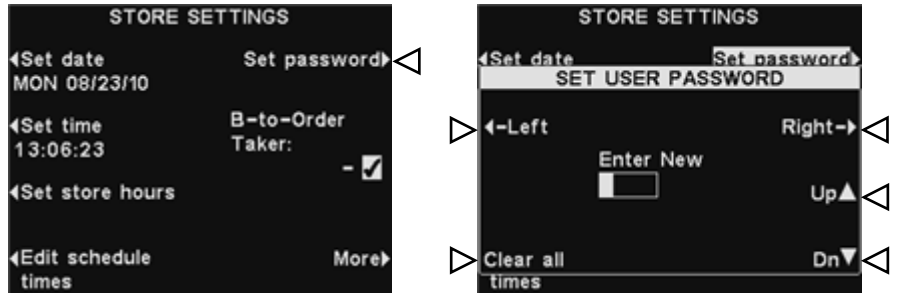 STORE SETTINGS
◂Set date Set password▸
MON 08/23/10
◂Set time B-to-Order
13:06:23 Taker:
- ✓
◂Set store hours
◂Edit schedule More▸
times
STORE SETTINGS
◂Set date Set password▸
SET USER PASSWORD
◂-Left Right-▸
Enter New
Up▲
Clear all Dn▼
times